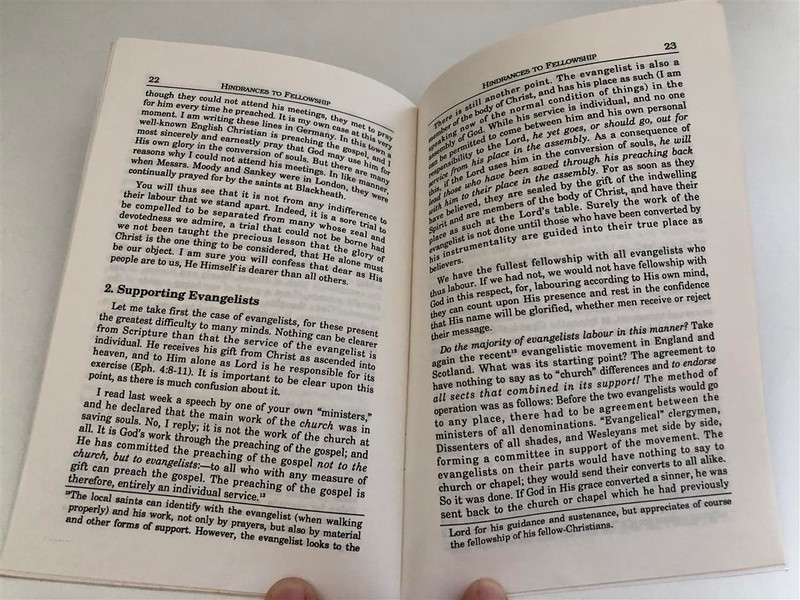 22
HINDRANCES TO FELLOWSHIP
though they could not attend his meetings, they met to pray
for him every time he preached. It is my own case at this very
moment. I am writing these lines in Germany. In this town a
well-known English Christian is preaching the gospel, and I
most sincerely and earnestly pray that God may use him for
His own glory in the conversion of souls. But there are many
reasons why I could not attend his meetings. In like manner,
when Messrs. Moody and Sankey were in London, they were
continually prayed for by the saints at Blackheath.
You will thus see that it is not from any indifference to
their labour that we stand apart. Indeed, it is a sore trial to
be compelled to be separated from many whose zeal and
devotedness we admire, a trial that could not be borne had
we not been taught the precious lesson that the glory of
Christ is the one thing to be considered, that He alone must
be our object. I am sure you will confess that dear as His
people are to us, He Himself is dearer than all others.
2. Supporting Evangelists
Let me take first the case of evangelists, for these present
the greatest difficulty to many minds. Nothing can be clearer
from Scripture than that the service of the evangelist is
individual. He receives his gift from Christ as ascended into
heaven, and to Him alone as Lord is he responsible for its
exercise (Eph. 4:8-11). It is important to be clear upon this
point, as there is much confusion about it.
I read last week a speech by one of your own "ministers,"
and he declared that the main work of the church was in
saving souls. No, I reply; it is not the work of the church at
all. It is God's work through the preaching of the gospel; and
He has committed the preaching of the gospel not to the
church, but to evangelists:—to all who with any measure of
gift can preach the gospel. The preaching of the gospel is
therefore, entirely an individual service.¹²
¹²The local saints can identify with the evangelist (when walking
properly) and his work, not only by prayers, but also by material
and other forms of support. However, the evangelist looks to the
HINDRANCES TO FELLOWSHIP
23
There is still another point. The evangelist is also a
member of the body of Christ, and has his place as such (I am
speaking now of the normal condition of things) in the
assembly of God. While his service is individual, and no one
can be permitted to come between him and his own personal
responsibility to the Lord, he yet goes, or should go, out for
service from his place in the assembly. As a consequence of
this, if the Lord uses him in the conversion of souls, he will
lead those who have been saved through his preaching back
with him to their place in the assembly. For as soon as they
have believed, they are sealed by the gift of the indwelling
Spirit and are members of the body of Christ, and have their
place as such at the Lord's table. Surely the work of the
evangelist is not done until those who have been converted by
his instrumentality are guided into their true place as
believers.
We have the fullest fellowship with all evangelists who
thus labour. If we had not, we would not have fellowship with
God in this respect, for, labouring according to His own mind,
they can count upon His presence and rest in the confidence
that His name will be glorified, whether men receive or reject
their message.
Do the majority of evangelists labour in this manner? Take
again the recent¹³ evangelistic movement in England and
Scotland. What was its starting point? The agreement to
have nothing to say as to "church" differences and to endorse
all sects that combined in its support! The method of
operation was as follows: Before the two evangelists would go
to any place, there had to be agreement between the
ministers of all denominations. "Evangelical" clergymen,
Dissenters of all shades, and Wesleyans met side by side,
forming a committee in support of the movement. The
evangelists on their parts would have nothing to say to
church or chapel; they would send their converts to all alike.
So it was done. If God in His grace converted a sinner, he was
sent back to the church or chapel which he had previously
Lord for his guidance and sustenance, but appreciates of course
the fellowship of his fellow-Christians.